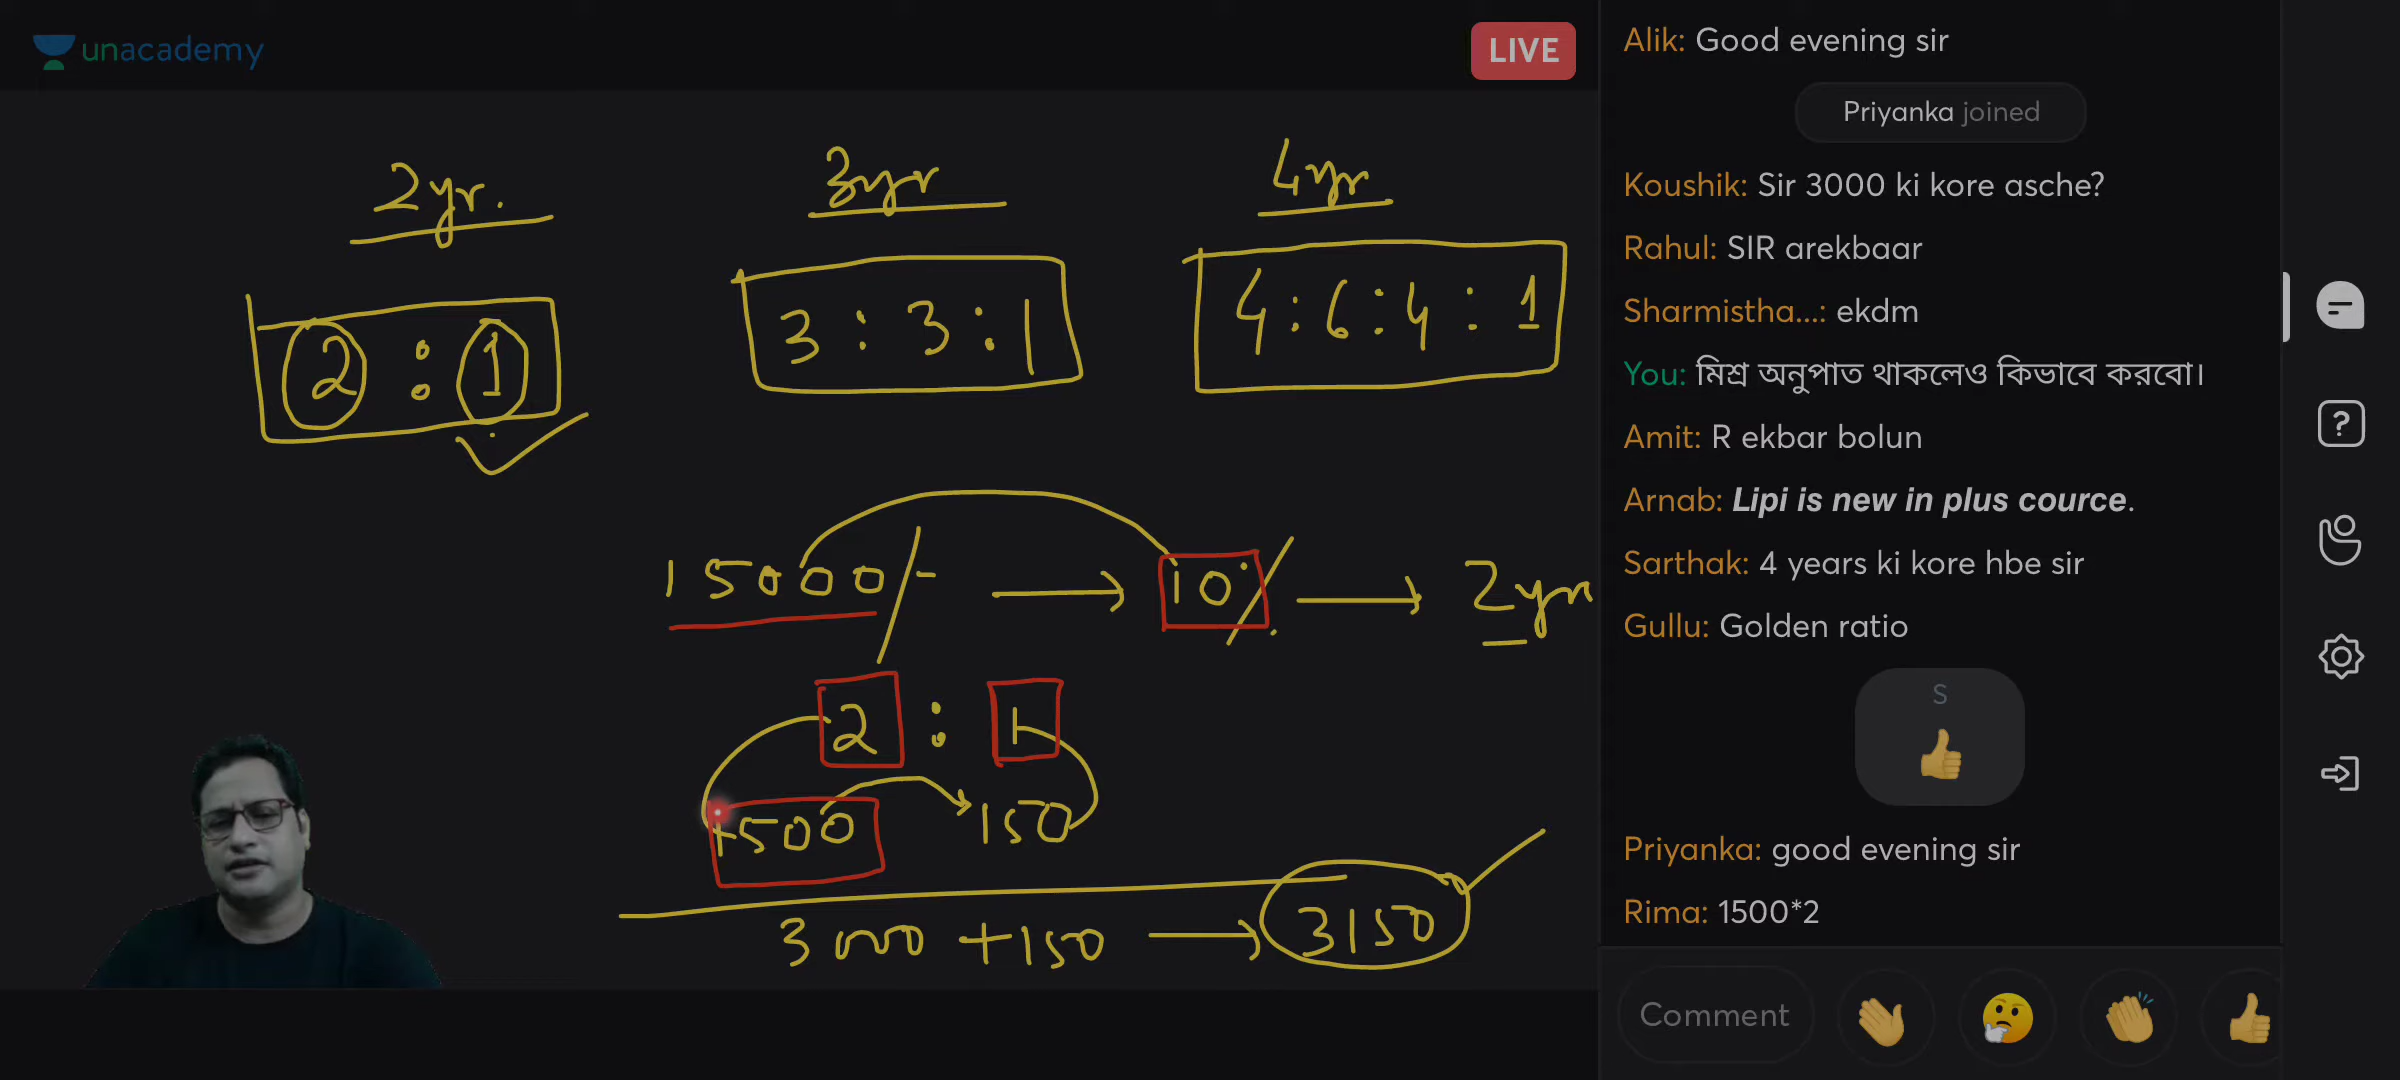 unacademy
LIVE
2yr.
3yr
4yr
2 : 1
3 : 3 : 1
4 : 6 : 4 : 1
15000/- → 10% → 2yr
2 : 1
1500 → 150
3000 + 150 → 3150
Alik: Good evening sir
Priyanka joined
Koushik: Sir 3000 ki kore asche?
Rahul: SIR arekbaar
Sharmistha...: ekdm
You: মিশ্র অনুপাত থাকলেও কিভাবে করবো।
Amit: R ekbar bolun
Arnab: Lipi is new in plus cource.
Sarthak: 4 years ki kore hbe sir
Gullu: Golden ratio
S
👍
Priyanka: good evening sir
Rima: 1500*2
Comment